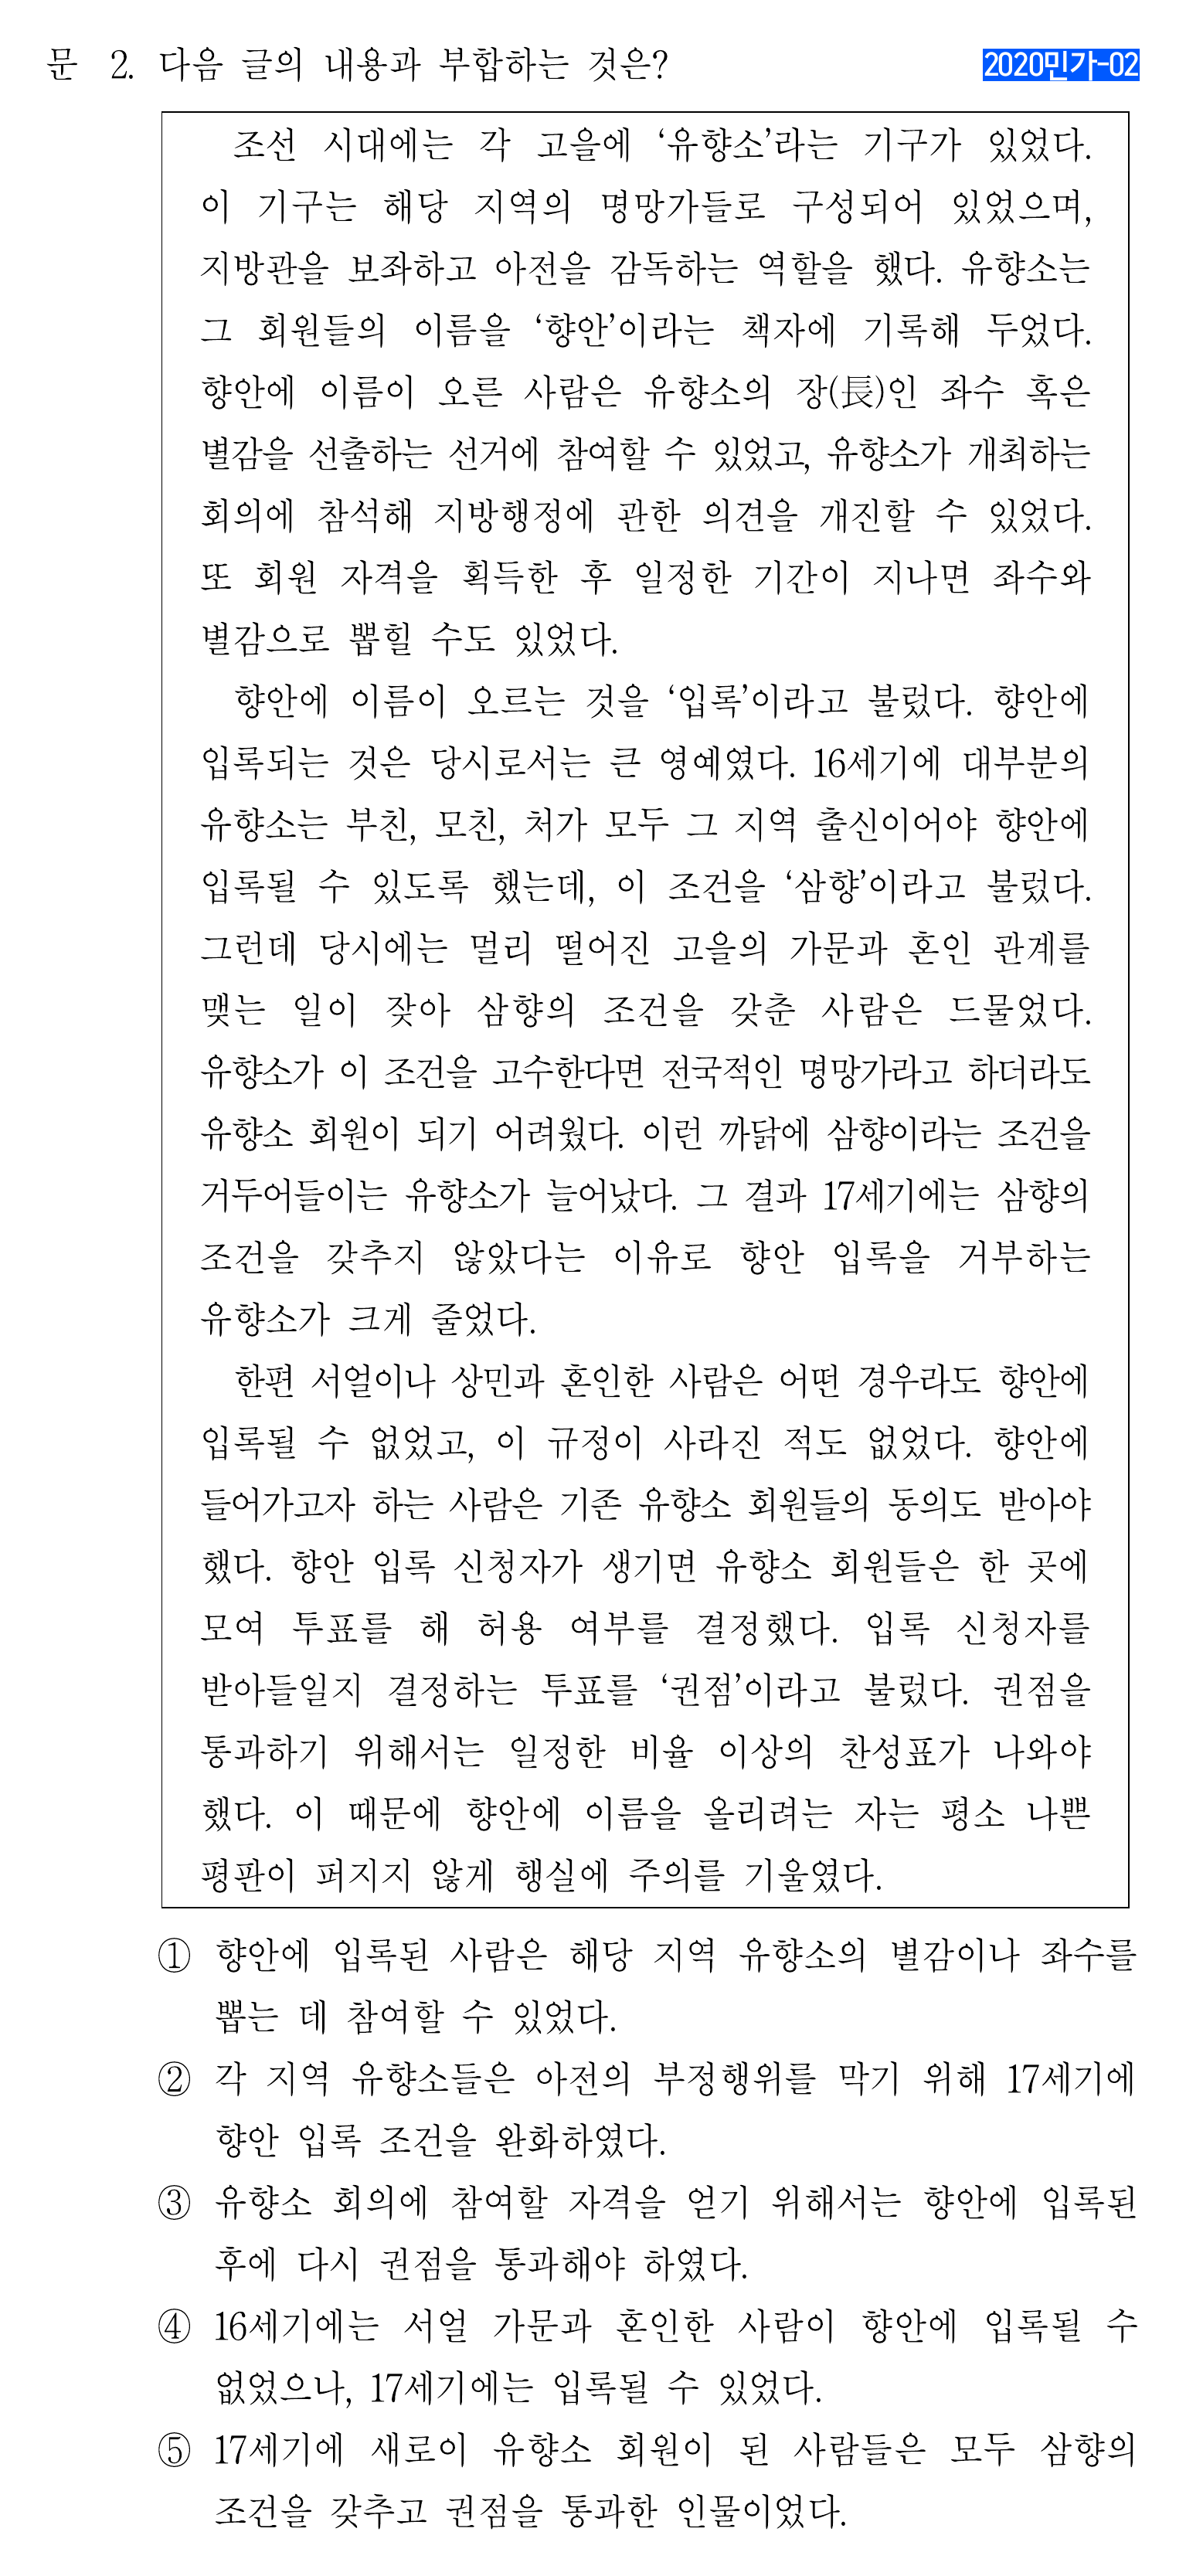 문 2. 다음 글의 내용과 부합하는 것은?
2020민가-02
조선 시대에는 각 고을에 ‘유향소’라는 기구가 있었다.
이 기구는 해당 지역의 명망가들로 구성되어 있었으며,
지방관을 보좌하고 아전을 감독하는 역할을 했다. 유향소는
그 회원들의 이름을 ‘향안’이라는 책자에 기록해 두었다.
향안에 이름이 오른 사람은 유향소의 장(長)인 좌수 혹은
별감을 선출하는 선거에 참여할 수 있었고, 유향소가 개최하는
회의에 참석해 지방행정에 관한 의견을 개진할 수 있었다.
또 회원 자격을 획득한 후 일정한 기간이 지나면 좌수와
별감으로 뽑힐 수도 있었다.
향안에 이름이 오르는 것을 ‘입록’이라고 불렀다. 향안에
입록되는 것은 당시로서는 큰 영예였다. 16세기에 대부분의
유향소는 부친, 모친, 처가 모두 그 지역 출신이어야 향안에
입록될 수 있도록 했는데, 이 조건을 ‘삼향’이라고 불렀다.
그런데 당시에는 멀리 떨어진 고을의 가문과 혼인 관계를
맺는 일이 잦아 삼향의 조건을 갖춘 사람은 드물었다.
유향소가 이 조건을 고수한다면 전국적인 명망가라고 하더라도
유향소 회원이 되기 어려웠다. 이런 까닭에 삼향이라는 조건을
거두어들이는 유향소가 늘어났다. 그 결과 17세기에는 삼향의
조건을 갖추지 않았다는 이유로 향안 입록을 거부하는
유향소가 크게 줄었다.
한편 서얼이나 상민과 혼인한 사람은 어떤 경우라도 향안에
입록될 수 없었고, 이 규정이 사라진 적도 없었다. 향안에
들어가고자 하는 사람은 기존 유향소 회원들의 동의도 받아야
했다. 향안 입록 신청자가 생기면 유향소 회원들은 한 곳에
모여 투표를 해 허용 여부를 결정했다. 입록 신청자를
받아들일지 결정하는 투표를 ‘권점’이라고 불렀다. 권점을
통과하기 위해서는 일정한 비율 이상의 찬성표가 나와야
했다. 이 때문에 향안에 이름을 올리려는 자는 평소 나쁜
평판이 퍼지지 않게 행실에 주의를 기울였다.
① 향안에 입록된 사람은 해당 지역 유향소의 별감이나 좌수를
뽑는 데 참여할 수 있었다.
② 각 지역 유향소들은 아전의 부정행위를 막기 위해 17세기에
향안 입록 조건을 완화하였다.
③ 유향소 회의에 참여할 자격을 얻기 위해서는 향안에 입록된
후에 다시 권점을 통과해야 하였다.
④ 16세기에는 서얼 가문과 혼인한 사람이 향안에 입록될 수
없었으나, 17세기에는 입록될 수 있었다.
⑤ 17세기에 새로이 유향소 회원이 된 사람들은 모두 삼향의
조건을 갖추고 권점을 통과한 인물이었다.